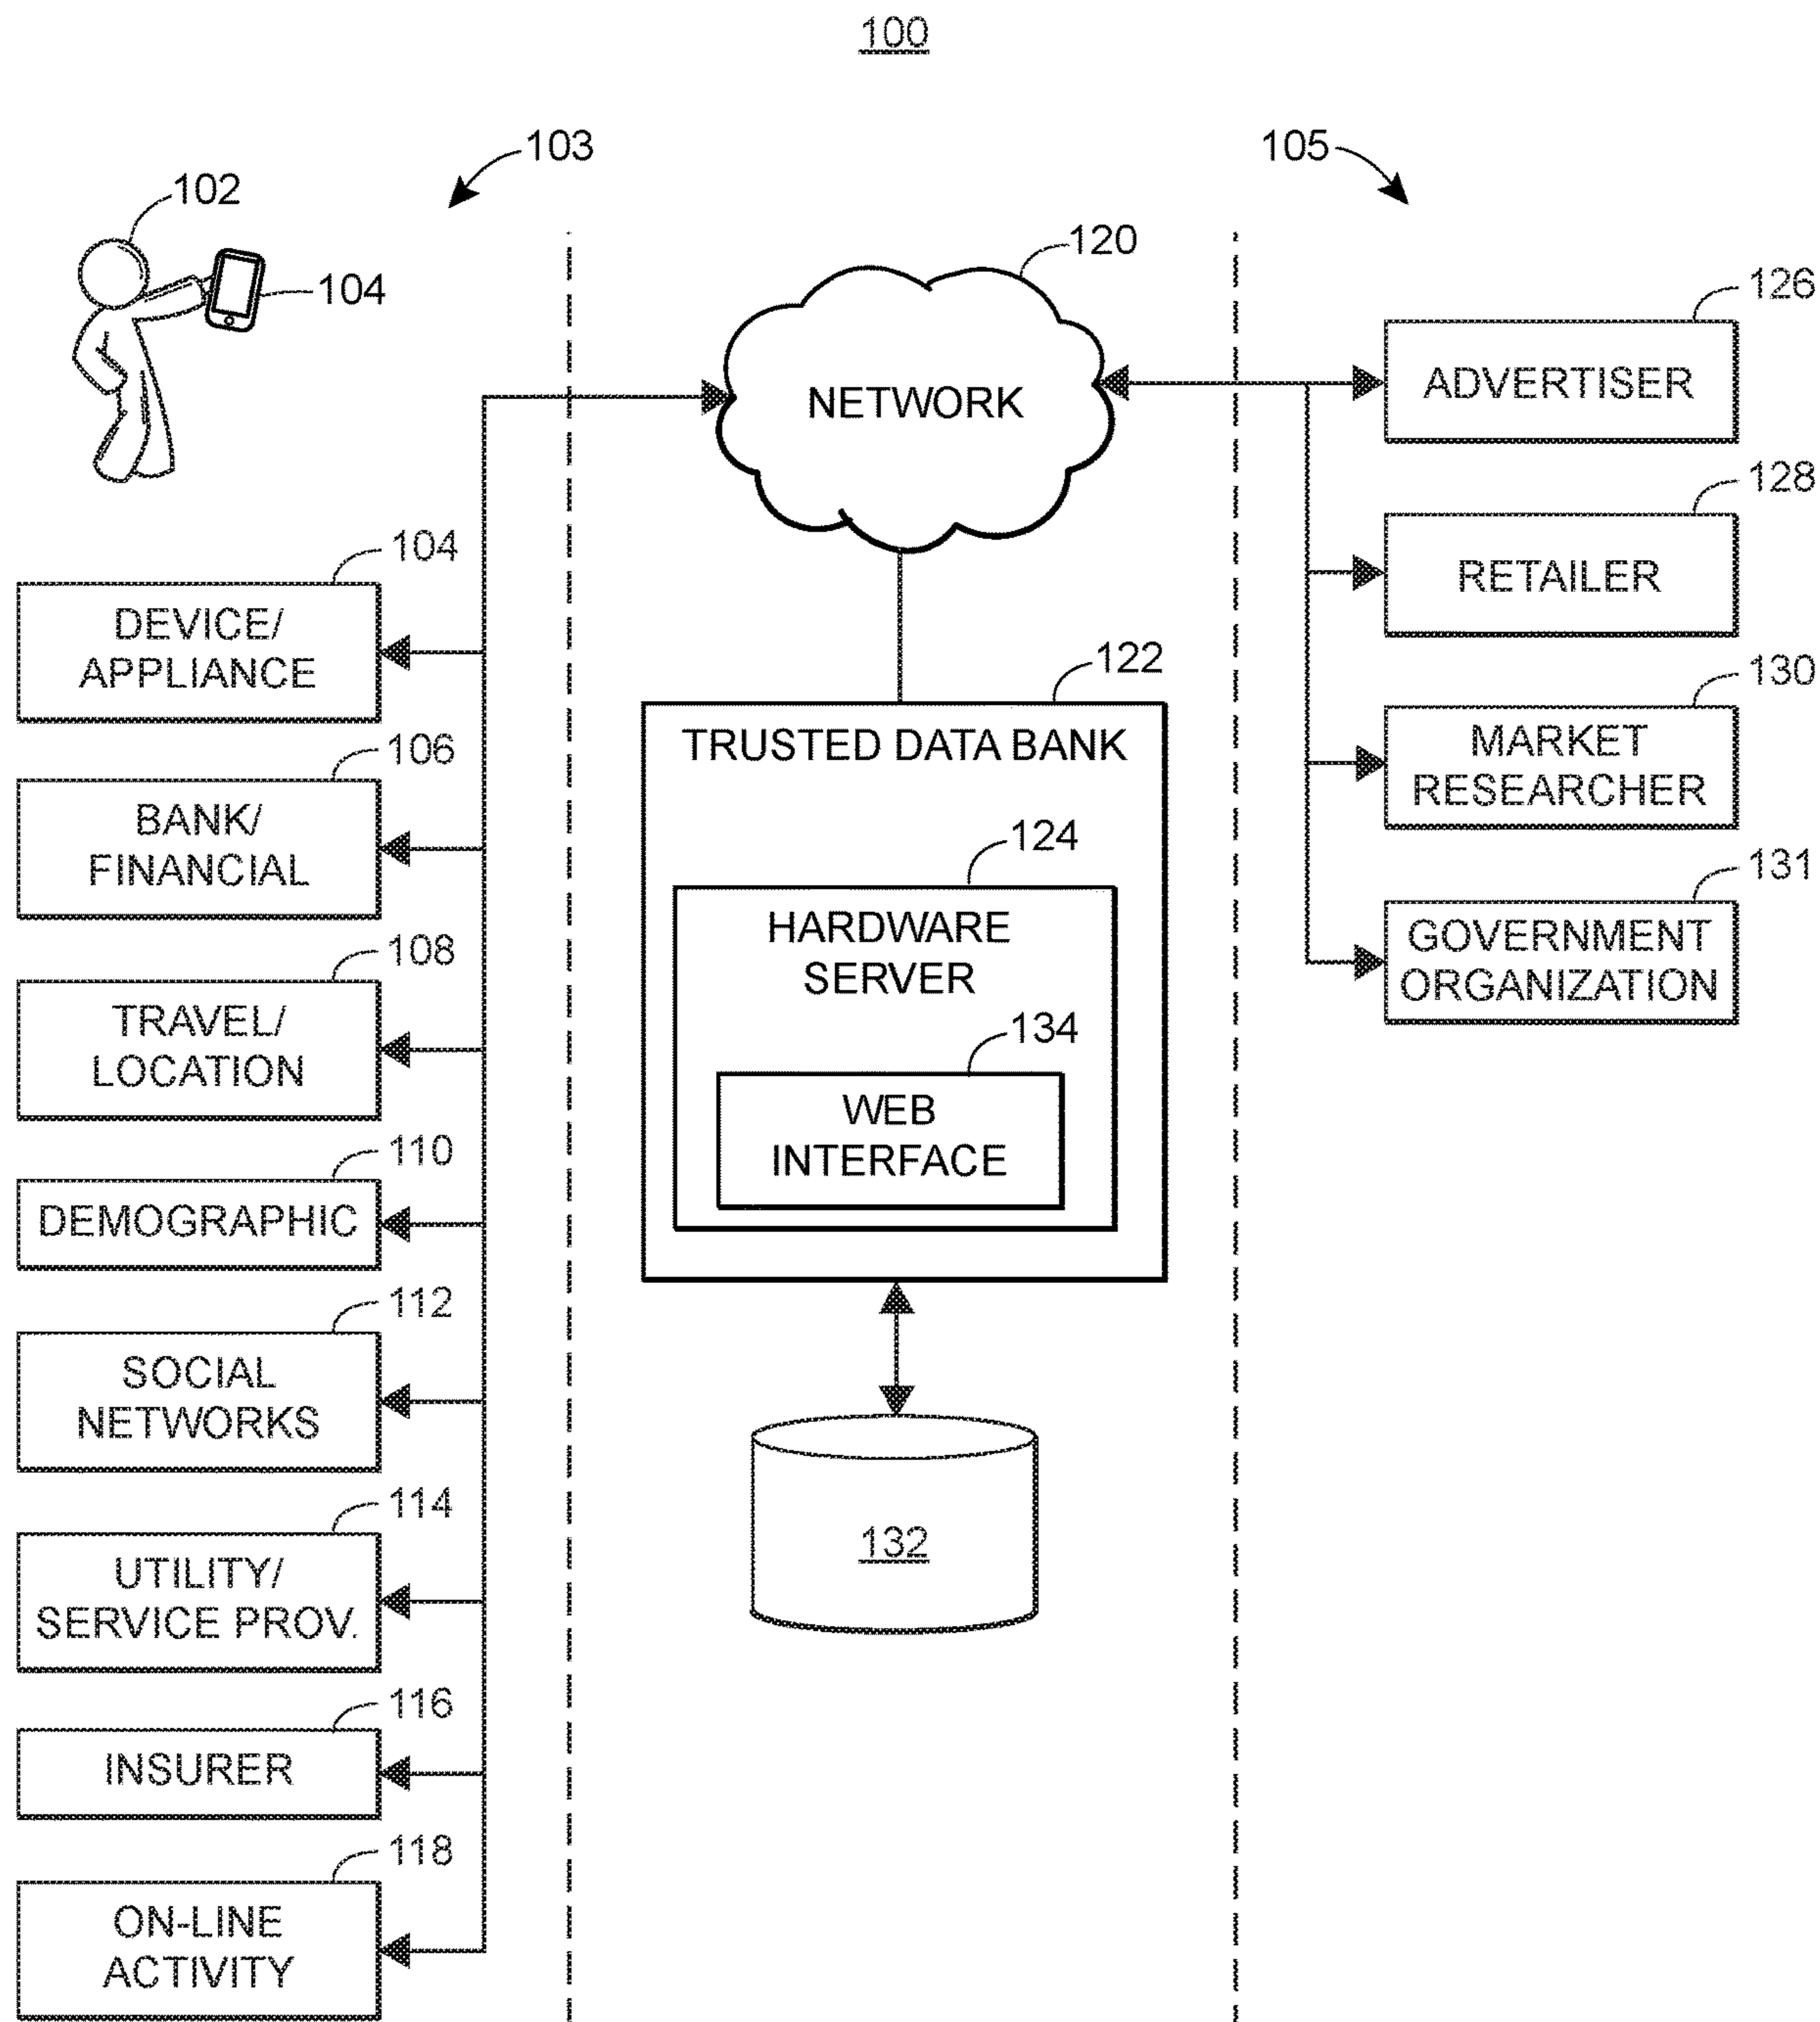 100
103
105
102
104
120
NETWORK
126
ADVERTISER
128
RETAILER
130
MARKET
RESEARCHER
131
GOVERNMENT
ORGANIZATION
104
DEVICE/
APPLIANCE
106
BANK/
FINANCIAL
108
TRAVEL/
LOCATION
110
DEMOGRAPHIC
112
SOCIAL
NETWORKS
114
UTILITY/
SERVICE PROV.
116
INSURER
118
ON-LINE
ACTIVITY
122
TRUSTED DATA BANK
124
HARDWARE
SERVER
134
WEB
INTERFACE
132